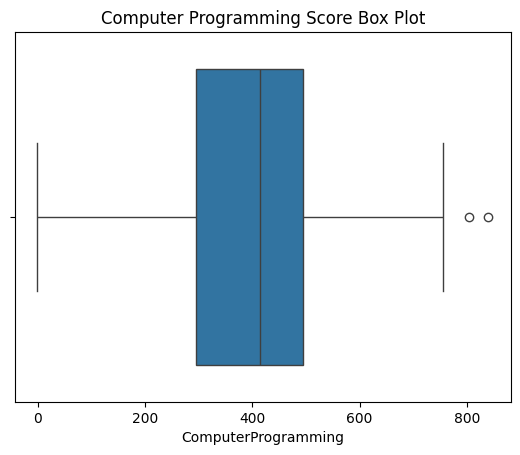 Computer Programming Score Box Plot
0 200 400 600 800
ComputerProgramming